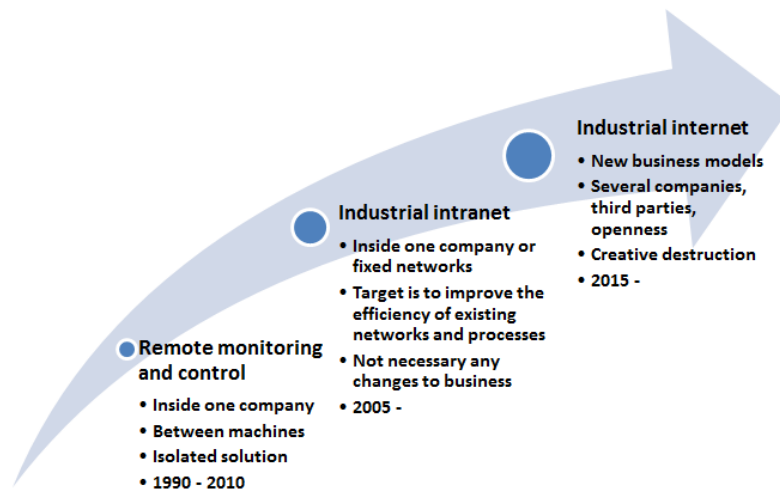 Industrial internet
• New business models
• Several companies,
third parties,
openness
• Creative destruction
• 2015 -
Industrial intranet
• Inside one company or
fixed networks
• Target is to improve the
efficiency of existing
networks and processes
• Not necessary any
changes to business
• 2005 -
Remote monitoring
and control
• Inside one company
• Between machines
• Isolated solution
• 1990 - 2010